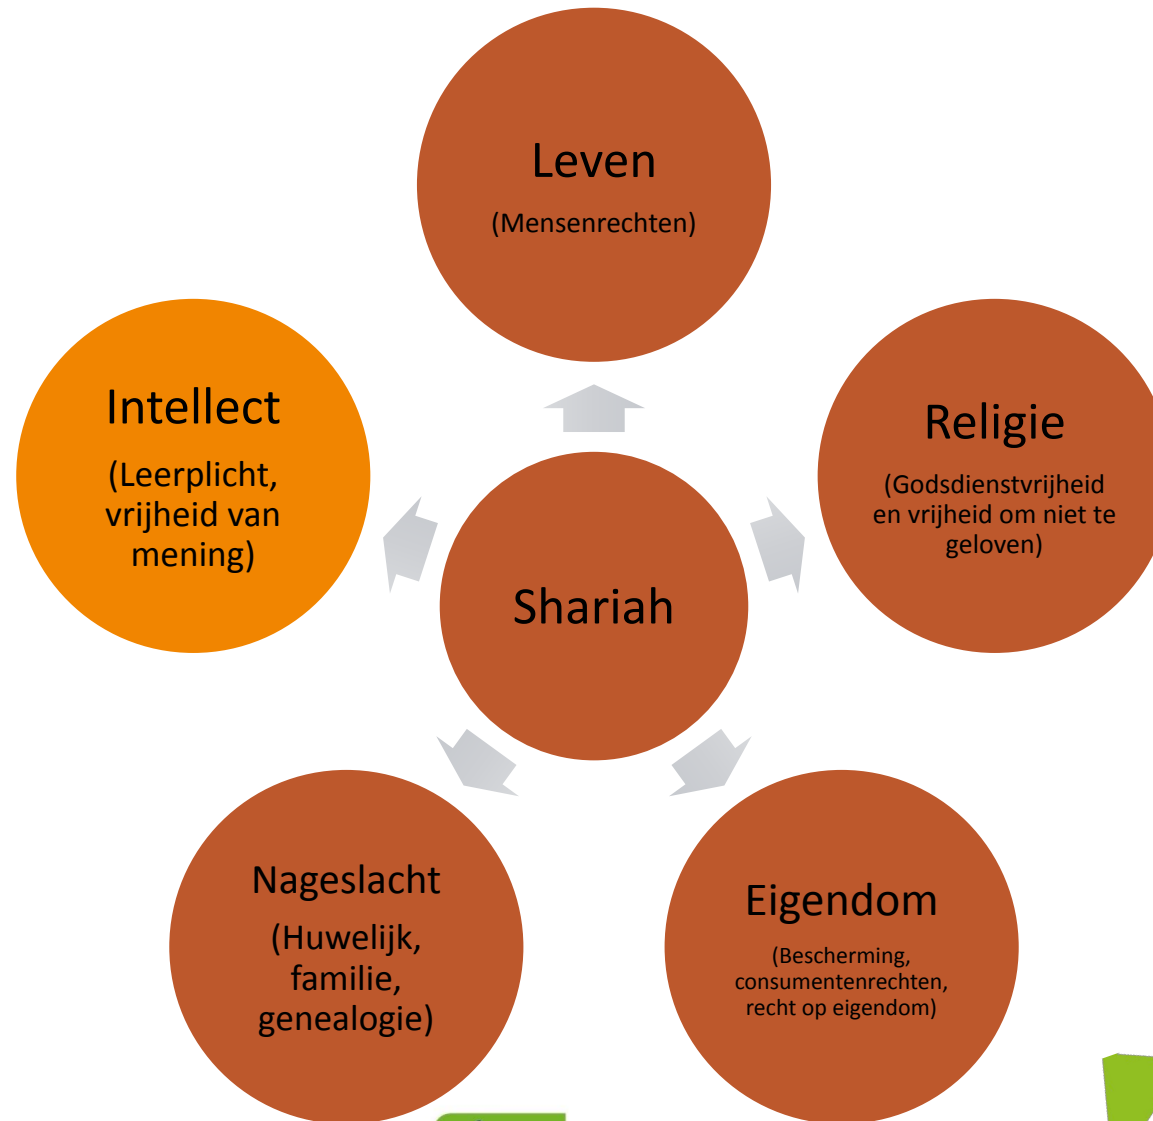 Leven
(Mensenrechten)
Intellect
(Leerplicht,
vrijheid van
mening)
Religie
(Godsdienstvrijheid
en vrijheid om niet te
geloven)
Shariah
Nageslacht
(Huwelijk,
familie,
genealogie)
Eigendom
(Bescherming,
consumentenrechten,
recht op eigendom)